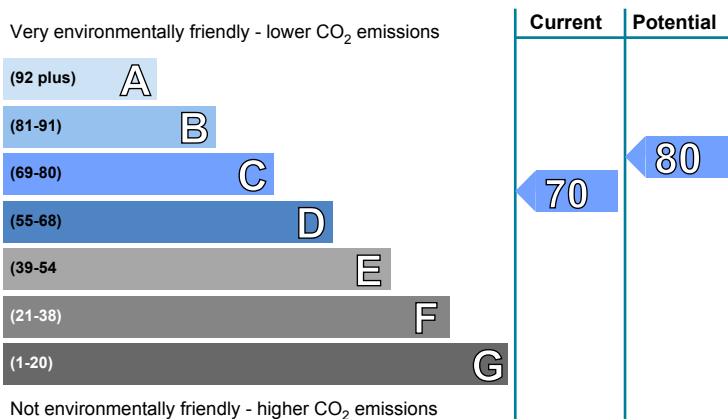 Current Potential
Very environmentally friendly - lower CO2 emissions
(92 plus) A
(81-91) B
80
(69-80) C
70
(55-68) D
(39-54 E
(21-38) F
(1-20) G
Not environmentally friendly - higher CO2 emissions